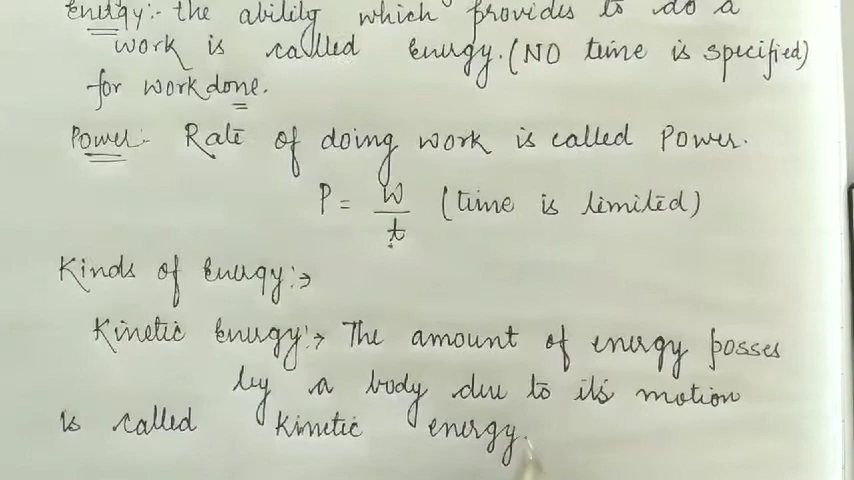 Energy:- the ability which provides to do a
work is called energy. (NO time is specified)
for work done.
Power:- Rate of doing work is called Power.
P = W/t (time is limited)
Kinds of Energy:→
Kinetic Energy:→ The amount of energy posses
by a body due to its motion
is called Kinetic energy.